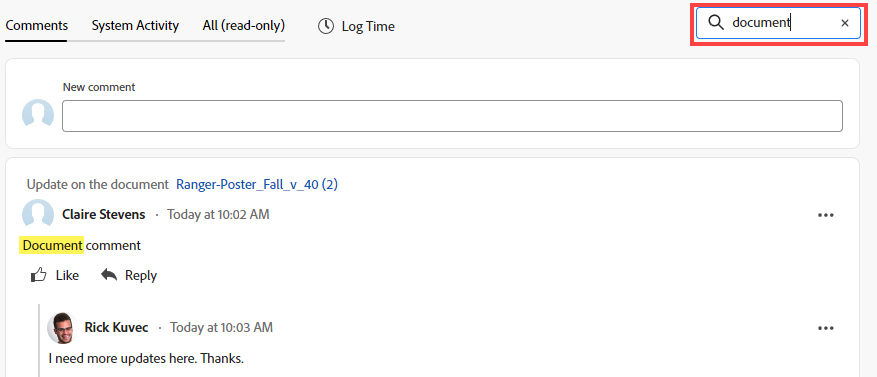 Comments System Activity All (read-only) Log Time document ×
New comment
Update on the document Ranger-Poster_Fall_v_40 (2)
Claire Stevens · Today at 10:02 AM
Document comment
Like Reply
Rick Kuvec · Today at 10:03 AM
I need more updates here. Thanks.